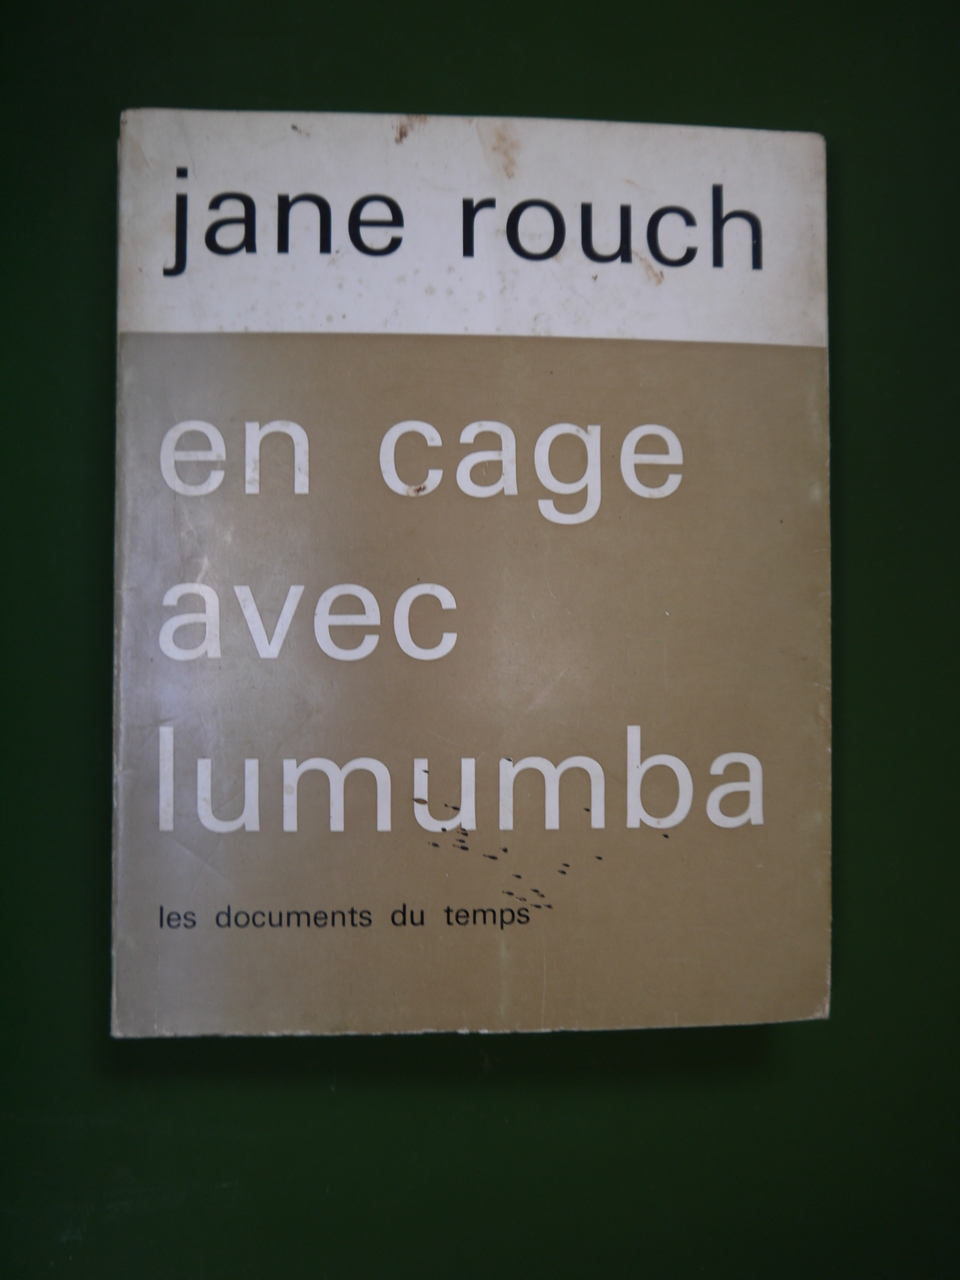 jane rouch
en cage
avec
lumumba
les documents du temps